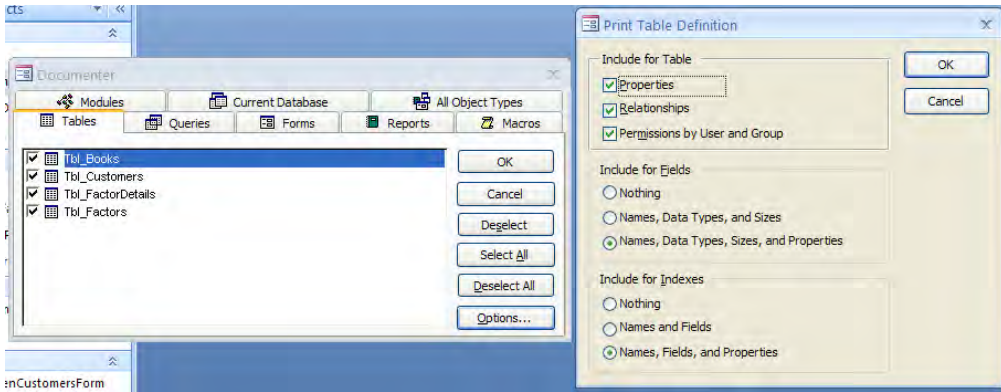 cts
Documenter
Modules
Current Database
All Object Types
Tables
Queries
Forms
Reports
Macros
Tbl_Books
Tbl_Customers
Tbl_FactorDetails
Tbl_Factors
OK
Cancel
Deselect
Select All
Deselect All
Options...
enCustomersForm
Print Table Definition
Include for Table
Properties
Relationships
Permissions by User and Group
OK
Cancel
Include for Fields
Nothing
Names, Data Types, and Sizes
Names, Data Types, Sizes, and Properties
Include for Indexes
Nothing
Names and Fields
Names, Fields, and Properties